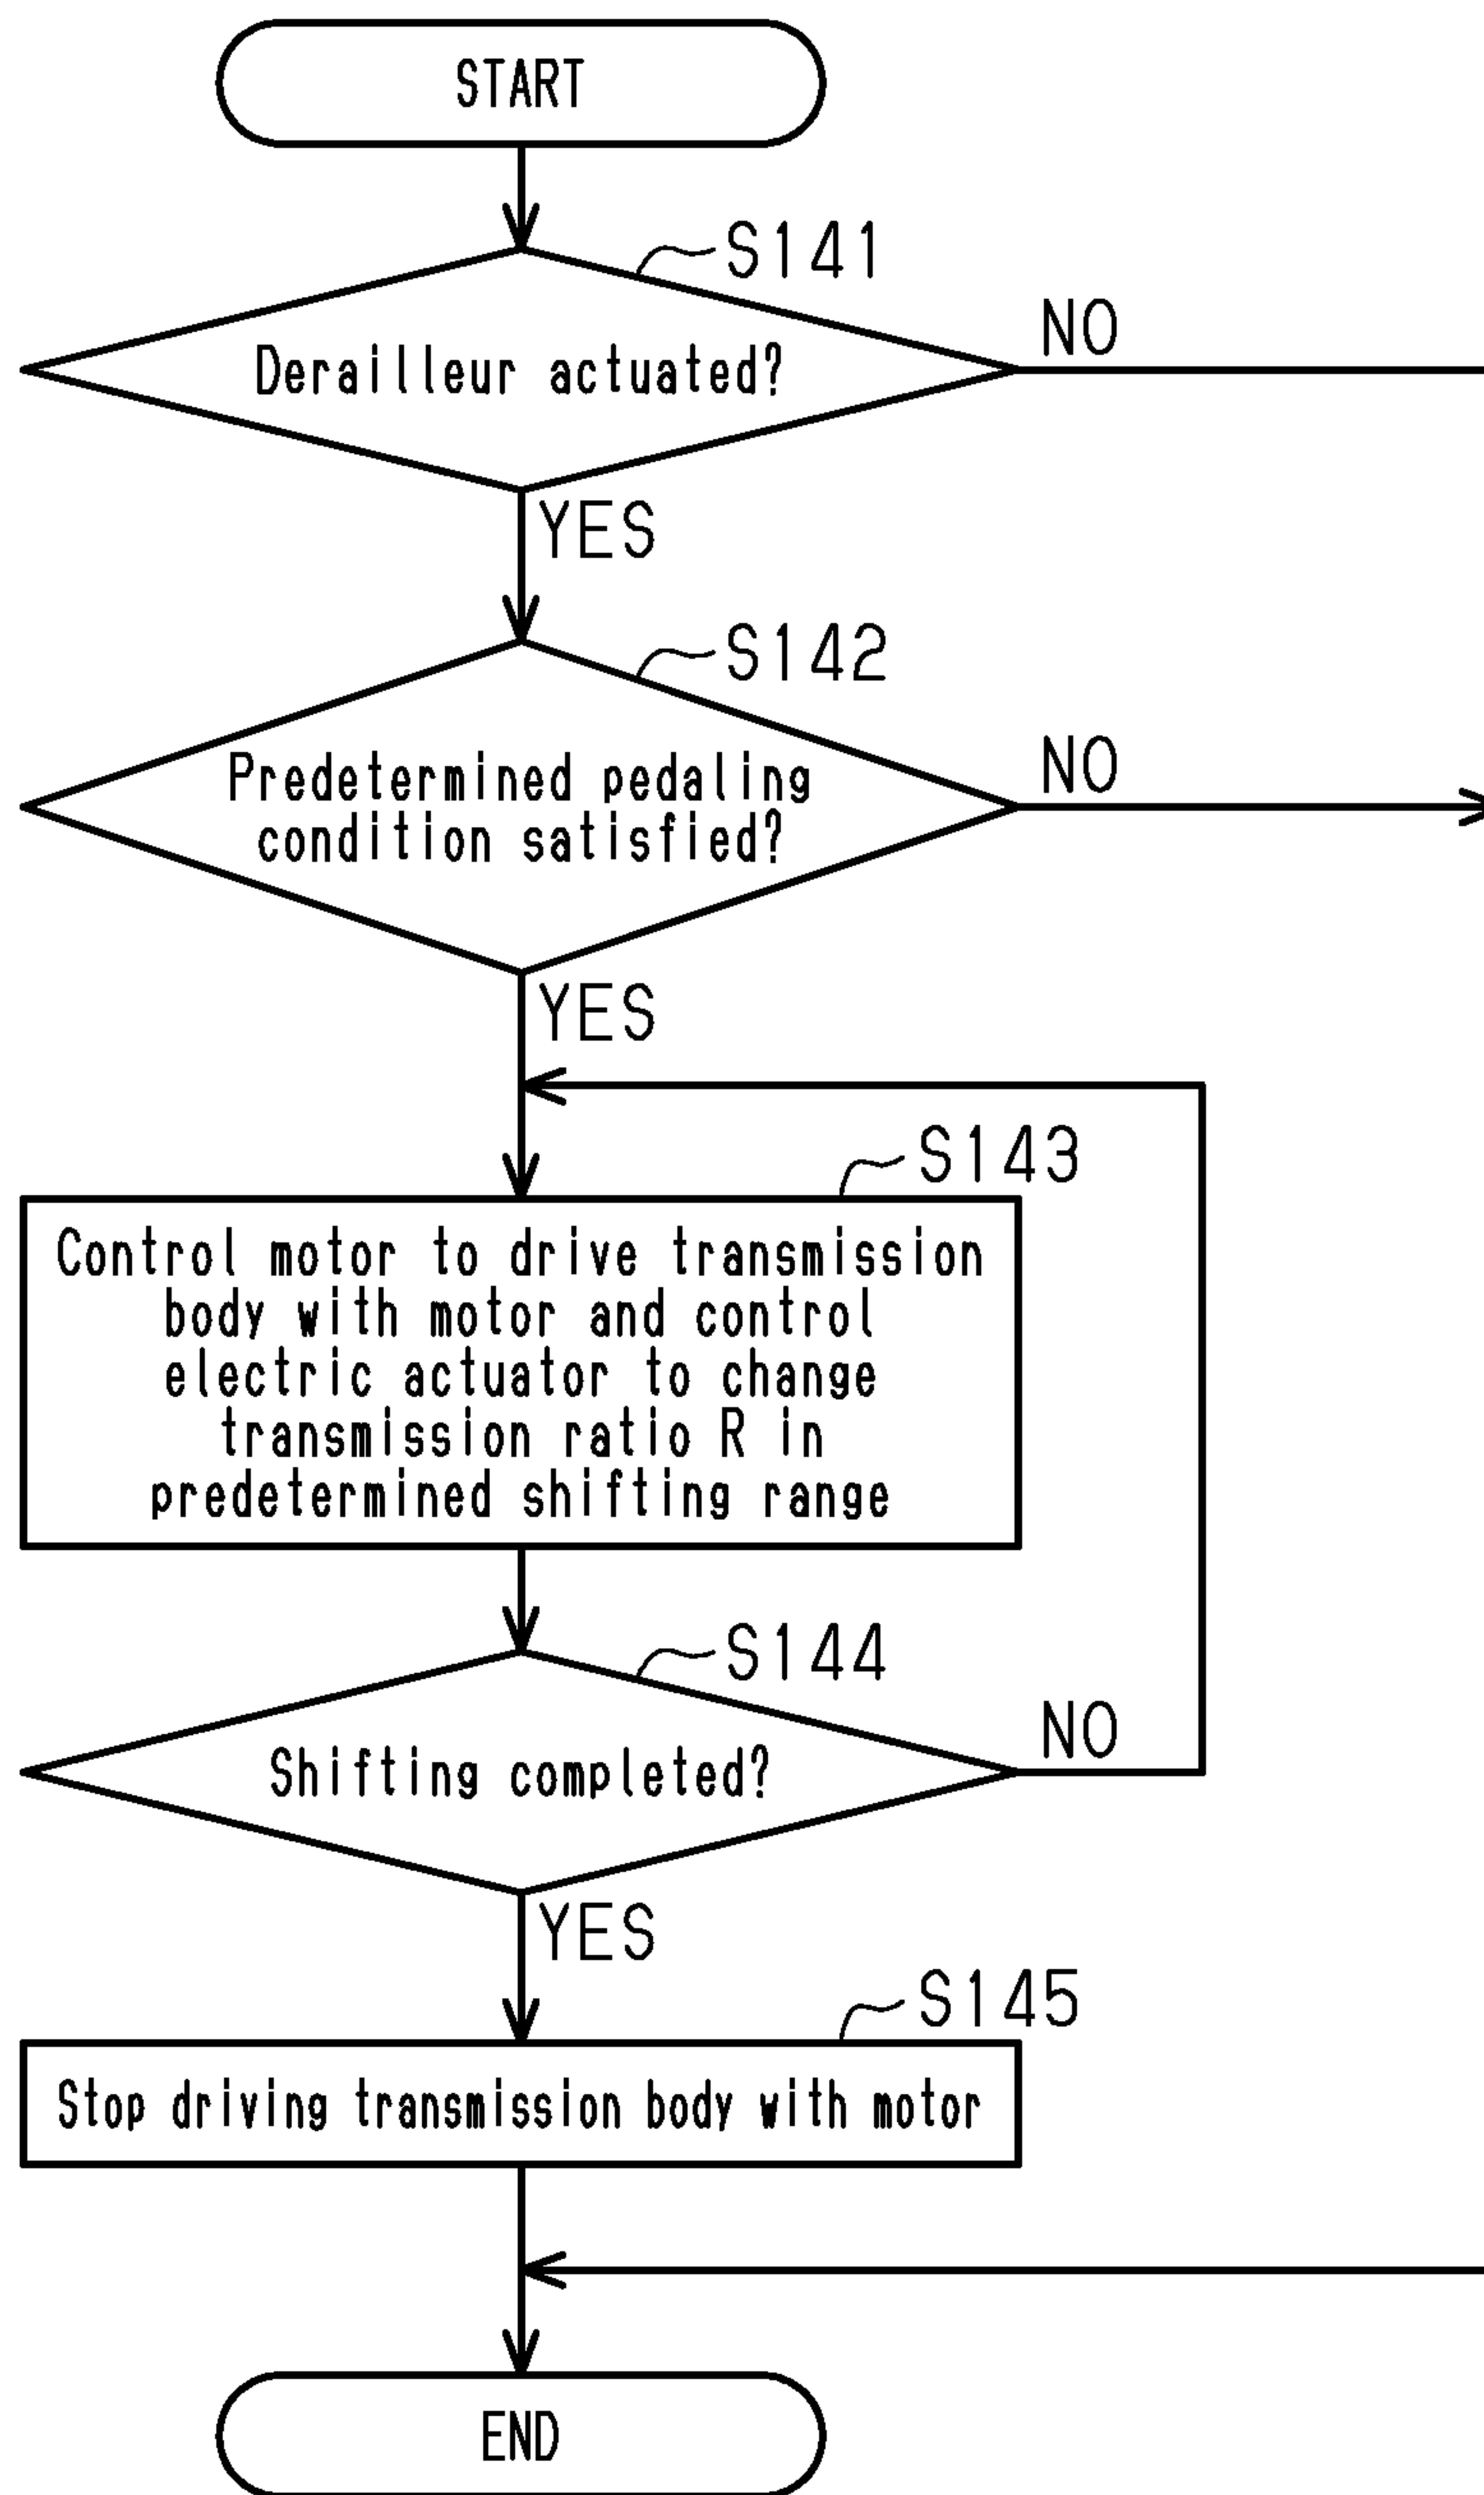 START
S141
NO
Derailleur actuated?
YES
S142
NO
Predetermined pedaling
condition satisfied?
YES
S143
Control motor to drive transmission
body with motor and control
electric actuator to change
transmission ratio R in
predetermined shifting range
S144
NO
Shifting completed?
YES
S145
Stop driving transmission body with motor
END